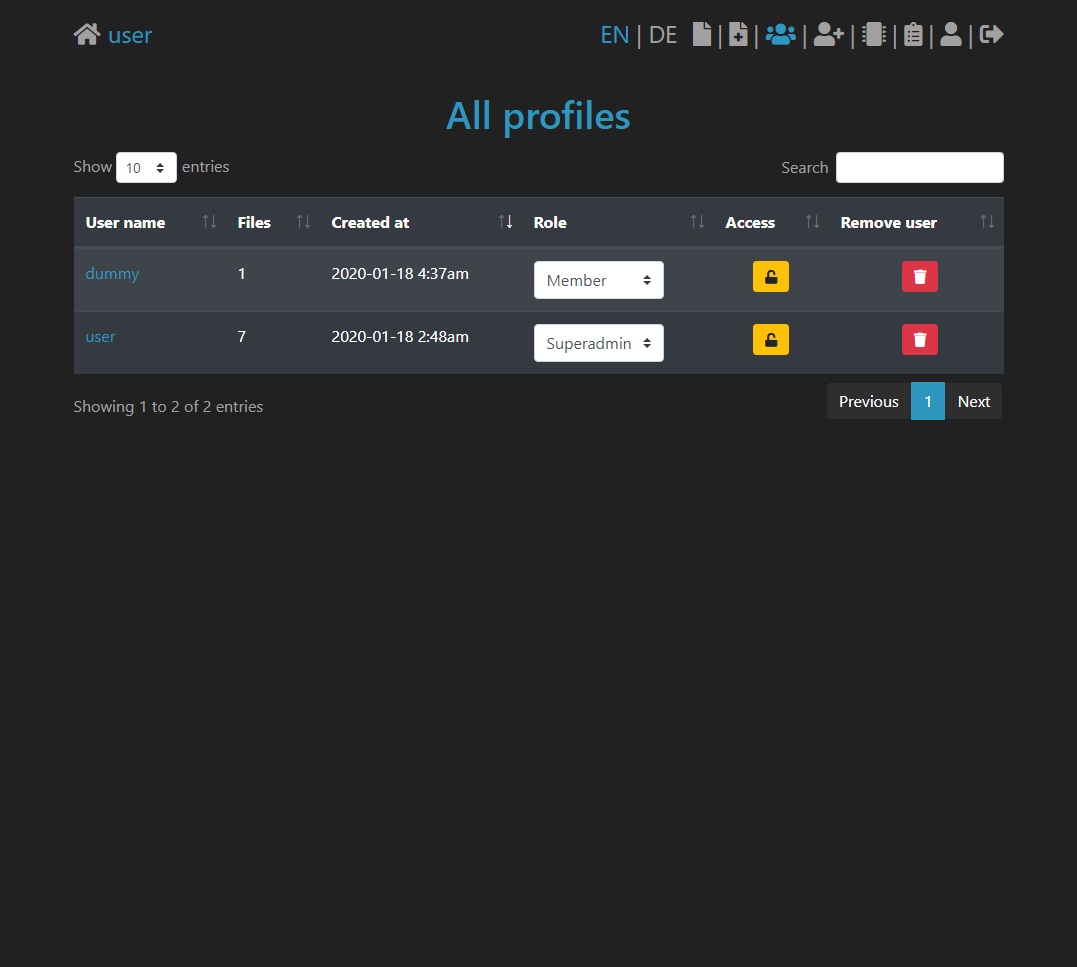 user EN | DE | | | | | | |
All profiles
Show 10 entries Search
User name Files Created at Role Access Remove user
dummy 1 2020-01-18 4:37am Member
user 7 2020-01-18 2:48am Superadmin
Showing 1 to 2 of 2 entries Previous 1 Next